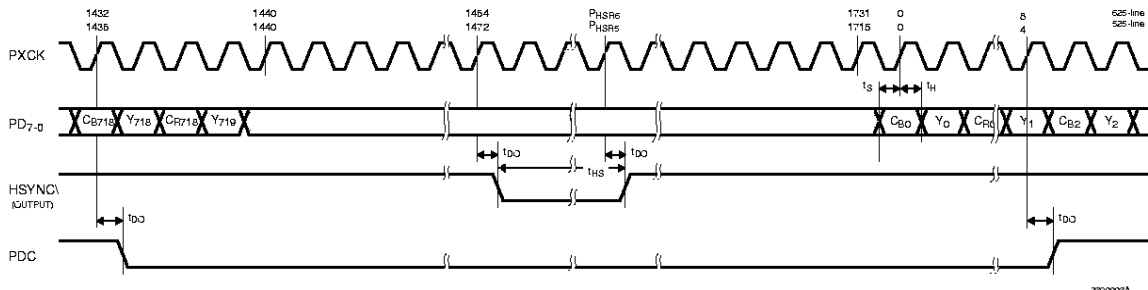 1432 1440 1454 PHSR6 1731 0 8 625-line
1436 1440 1472 PHSR5 1715 0 4 525-line
PXCK
tS tH
PD7-0 CB718 Y718 CR718 Y719 CB0 Y0 CR0 Y1 CB2 Y2
tDO tDO
tHS
HSYNC\
(OUTPUT)
tDO tDO
PDC